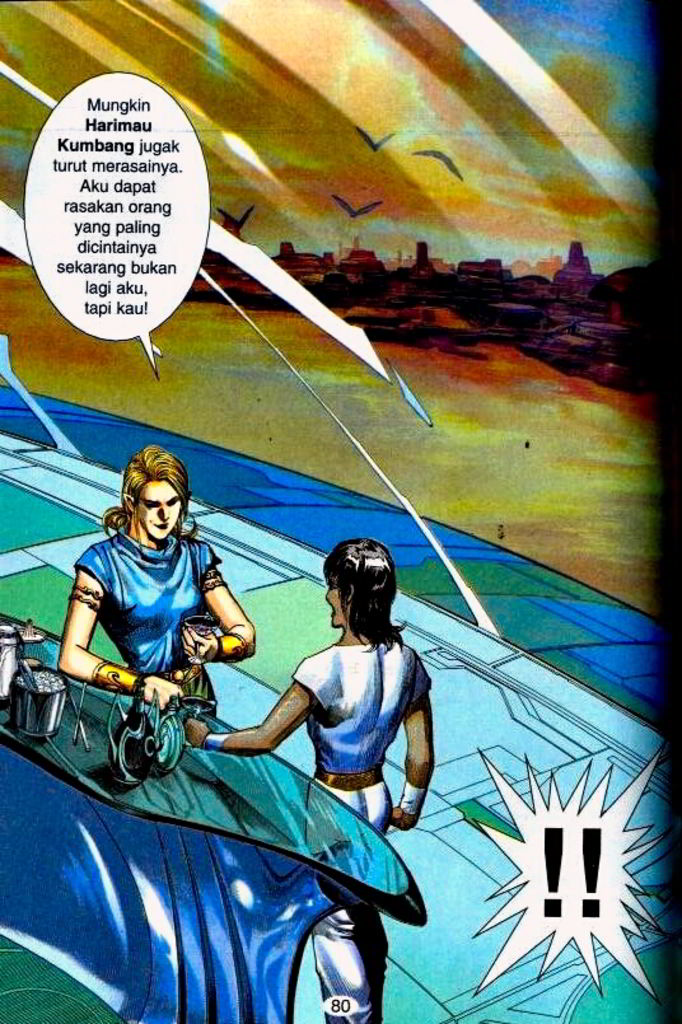 Mungkin
Harimau
Kumbang jugak
turut merasainya.
Aku dapat
rasakan orang
yang paling
dicintainya
sekarang bukan
lagi aku,
tapi kau!
!!
80